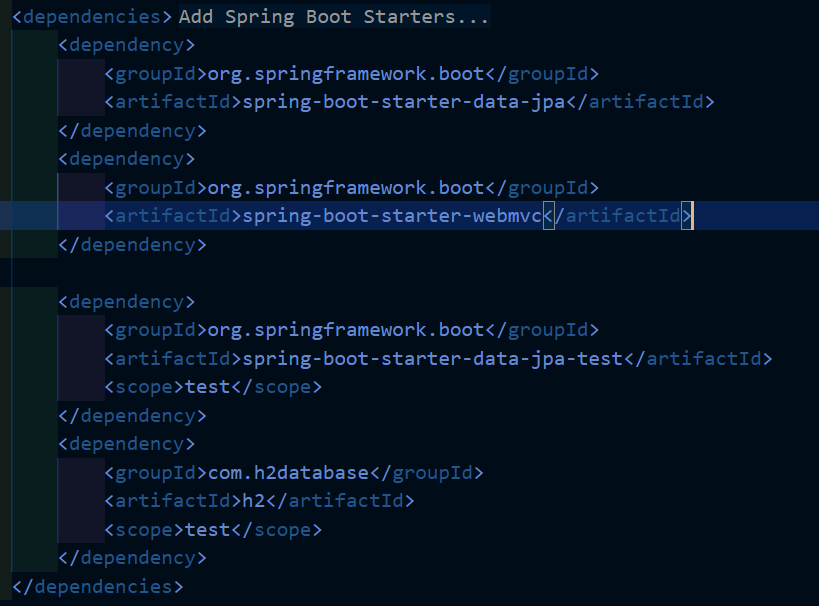 <dependencies> Add Spring Boot Starters...
<dependency>
<groupId>org.springframework.boot</groupId>
<artifactId>spring-boot-starter-data-jpa</artifactId>
</dependency>
<dependency>
<groupId>org.springframework.boot</groupId>
<artifactId>spring-boot-starter-webmvc</artifactId>
</dependency>
<dependency>
<groupId>org.springframework.boot</groupId>
<artifactId>spring-boot-starter-data-jpa-test</artifactId>
<scope>test</scope>
</dependency>
<dependency>
<groupId>com.h2database</groupId>
<artifactId>h2</artifactId>
<scope>test</scope>
</dependency>
</dependencies>